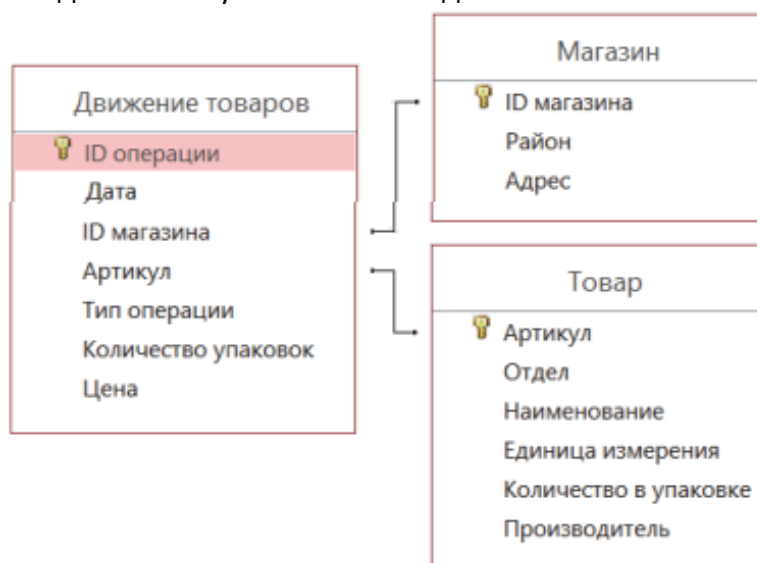 Движение товаров
ID операции
Дата
ID магазина
Артикул
Тип операции
Количество упаковок
Цена
Магазин
ID магазина
Район
Адрес
Товар
Артикул
Отдел
Наименование
Единица измерения
Количество в упаковке
Производитель